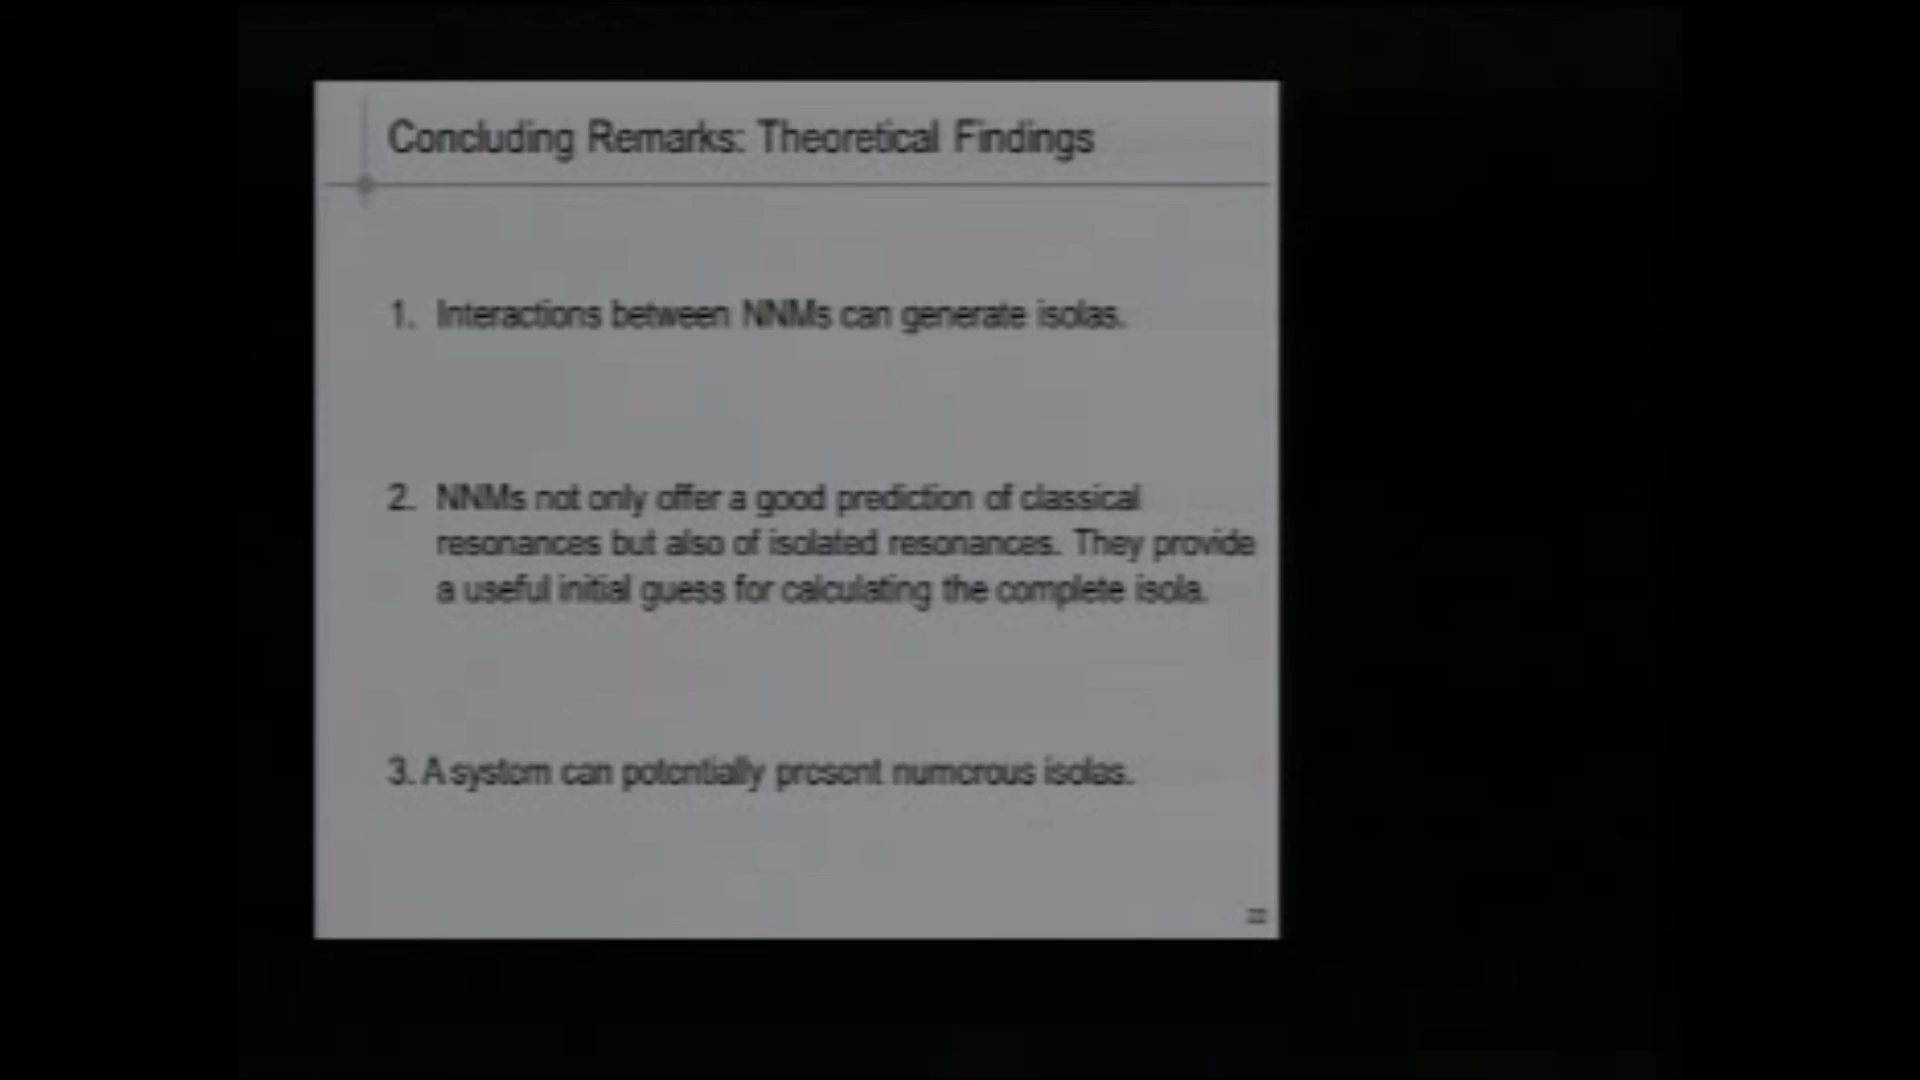 Concluding Remarks: Theoretical Findings
1. Interactions between NNMs can generate isolas.
2. NNMs not only offer a good prediction of classical
resonances but also of isolated resonances. They provide
a useful initial guess for calculating the complete isola.
3. A system can potentially present numerous isolas.